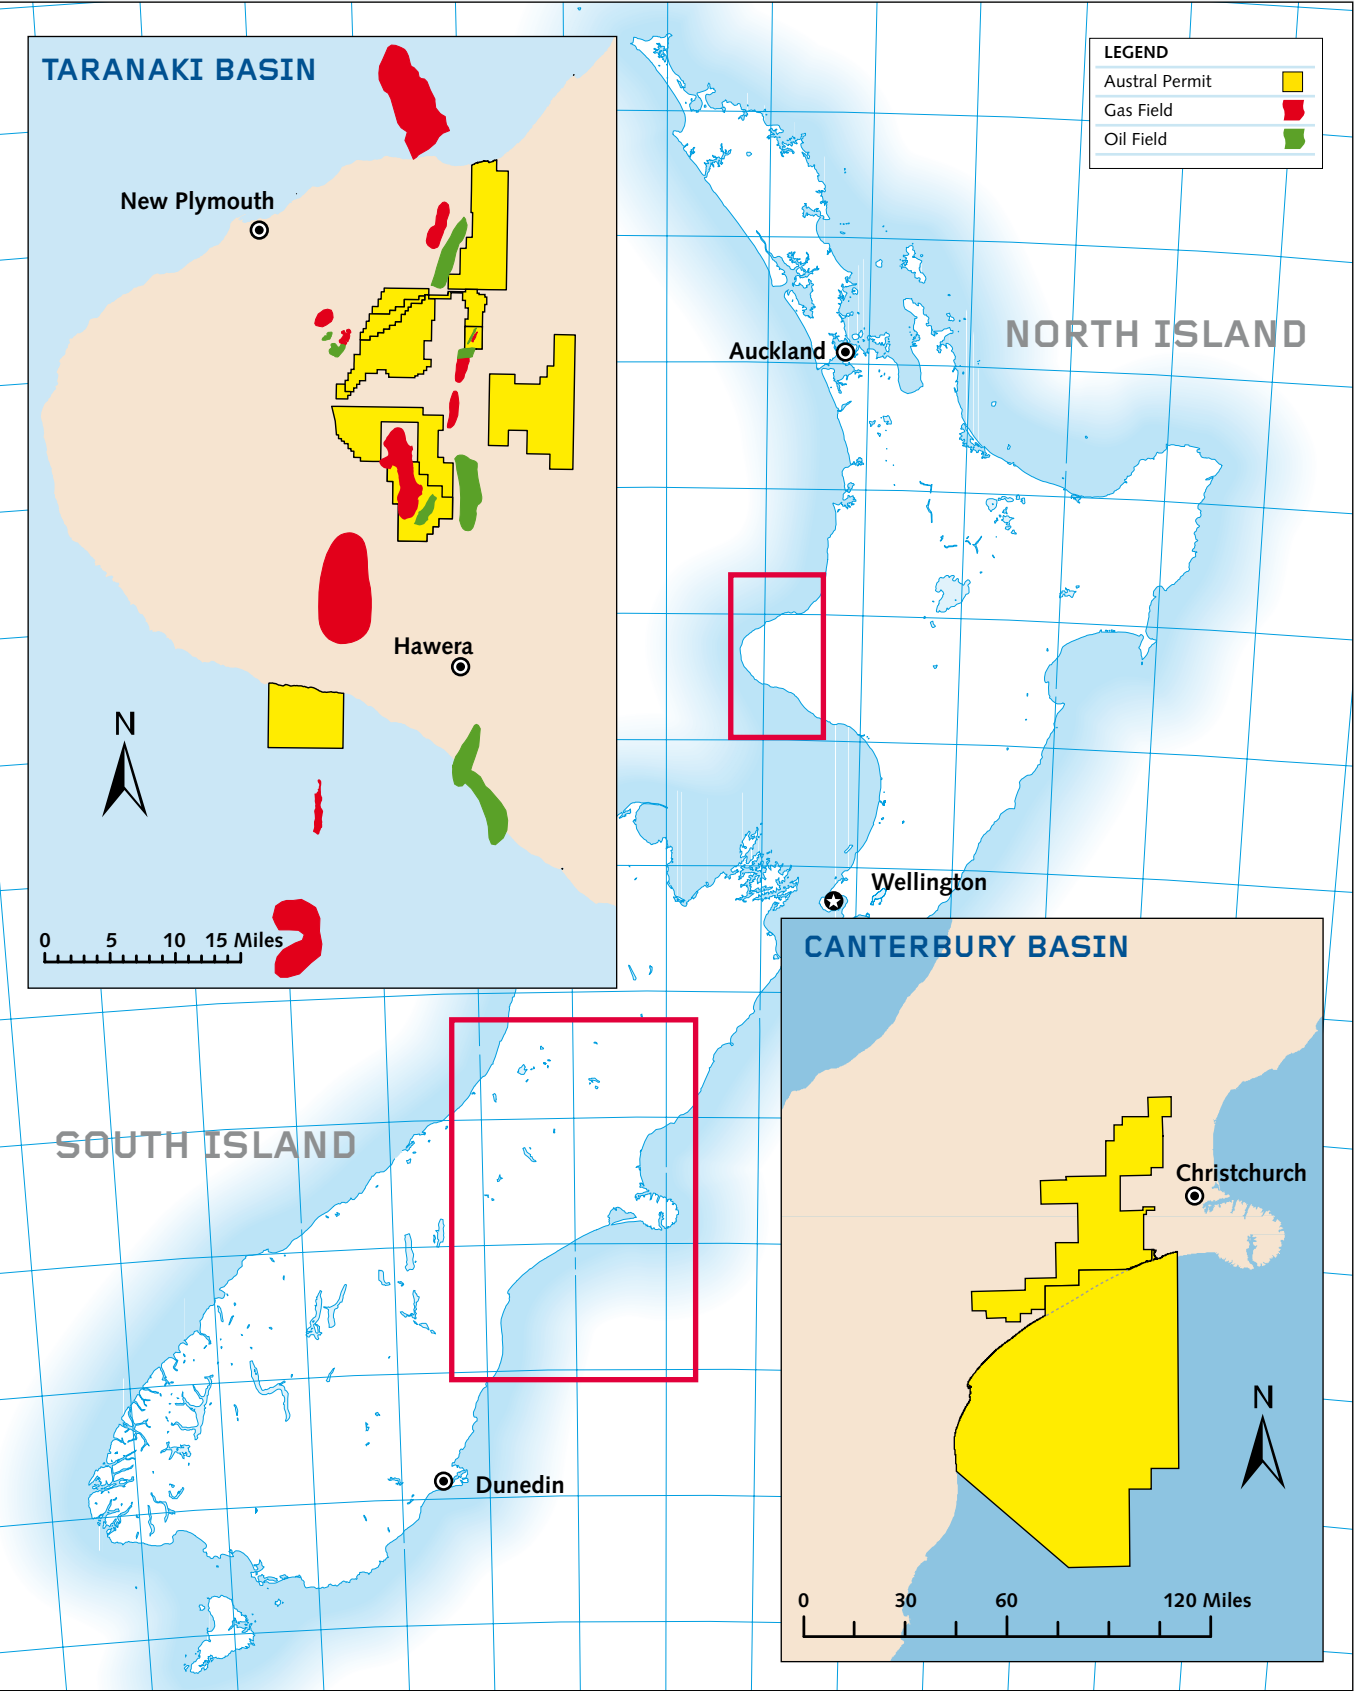 TARANAKI BASIN
New Plymouth
Hawera
N
0 5 10 15 Miles
LEGEND
Austral Permit
Gas Field
Oil Field
NORTH ISLAND
Auckland
Wellington
SOUTH ISLAND
Dunedin
CANTERBURY BASIN
Christchurch
N
0 30 60 120 Miles